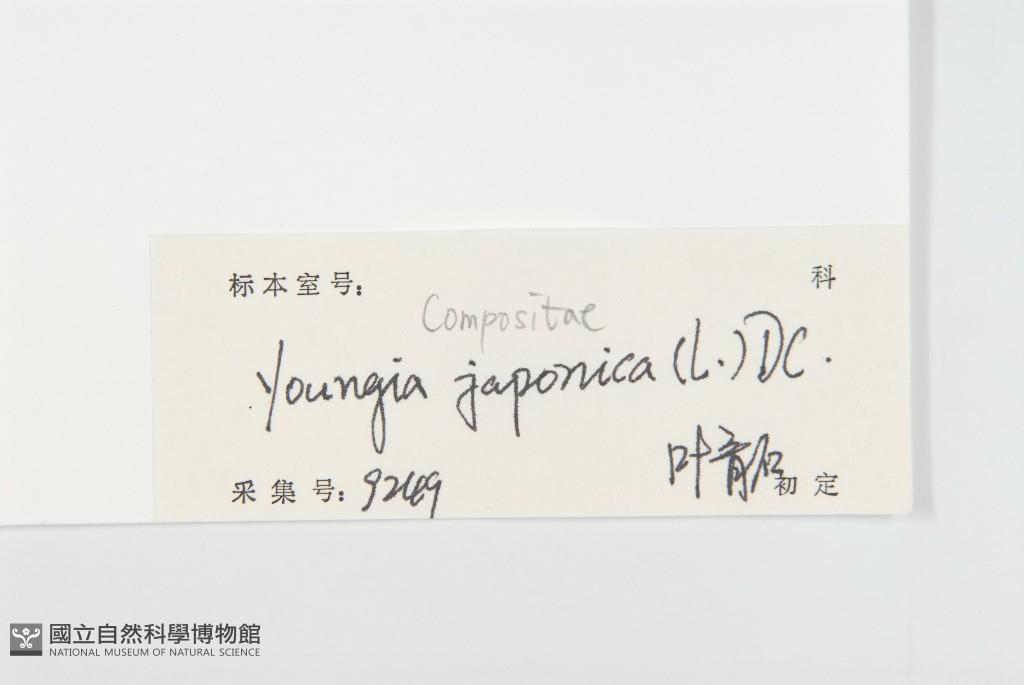 标本室号： 科
Compositae
Youngia japonica (L.) DC.
采集号：9249 叶育石 初定
國立自然科學博物館
NATIONAL MUSEUM OF NATURAL SCIENCE